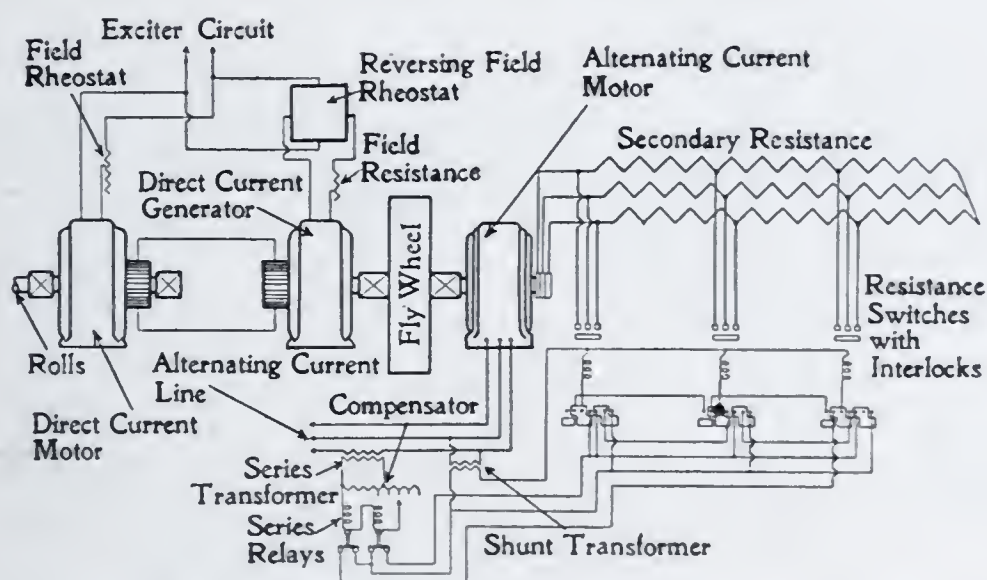 Exciter Circuit
Field
Rheostat
Reversing Field
Rheostat
Alternating Current
Motor
Secondary Resistance
Field
Resistance
Direct Current
Generator
Fly Wheel
Resistance
Switches
with
Interlocks
Rolls
Alternating Current
Line
Compensator
Direct Current
Motor
Series
Transformer
Series
Relays
Shunt Transformer